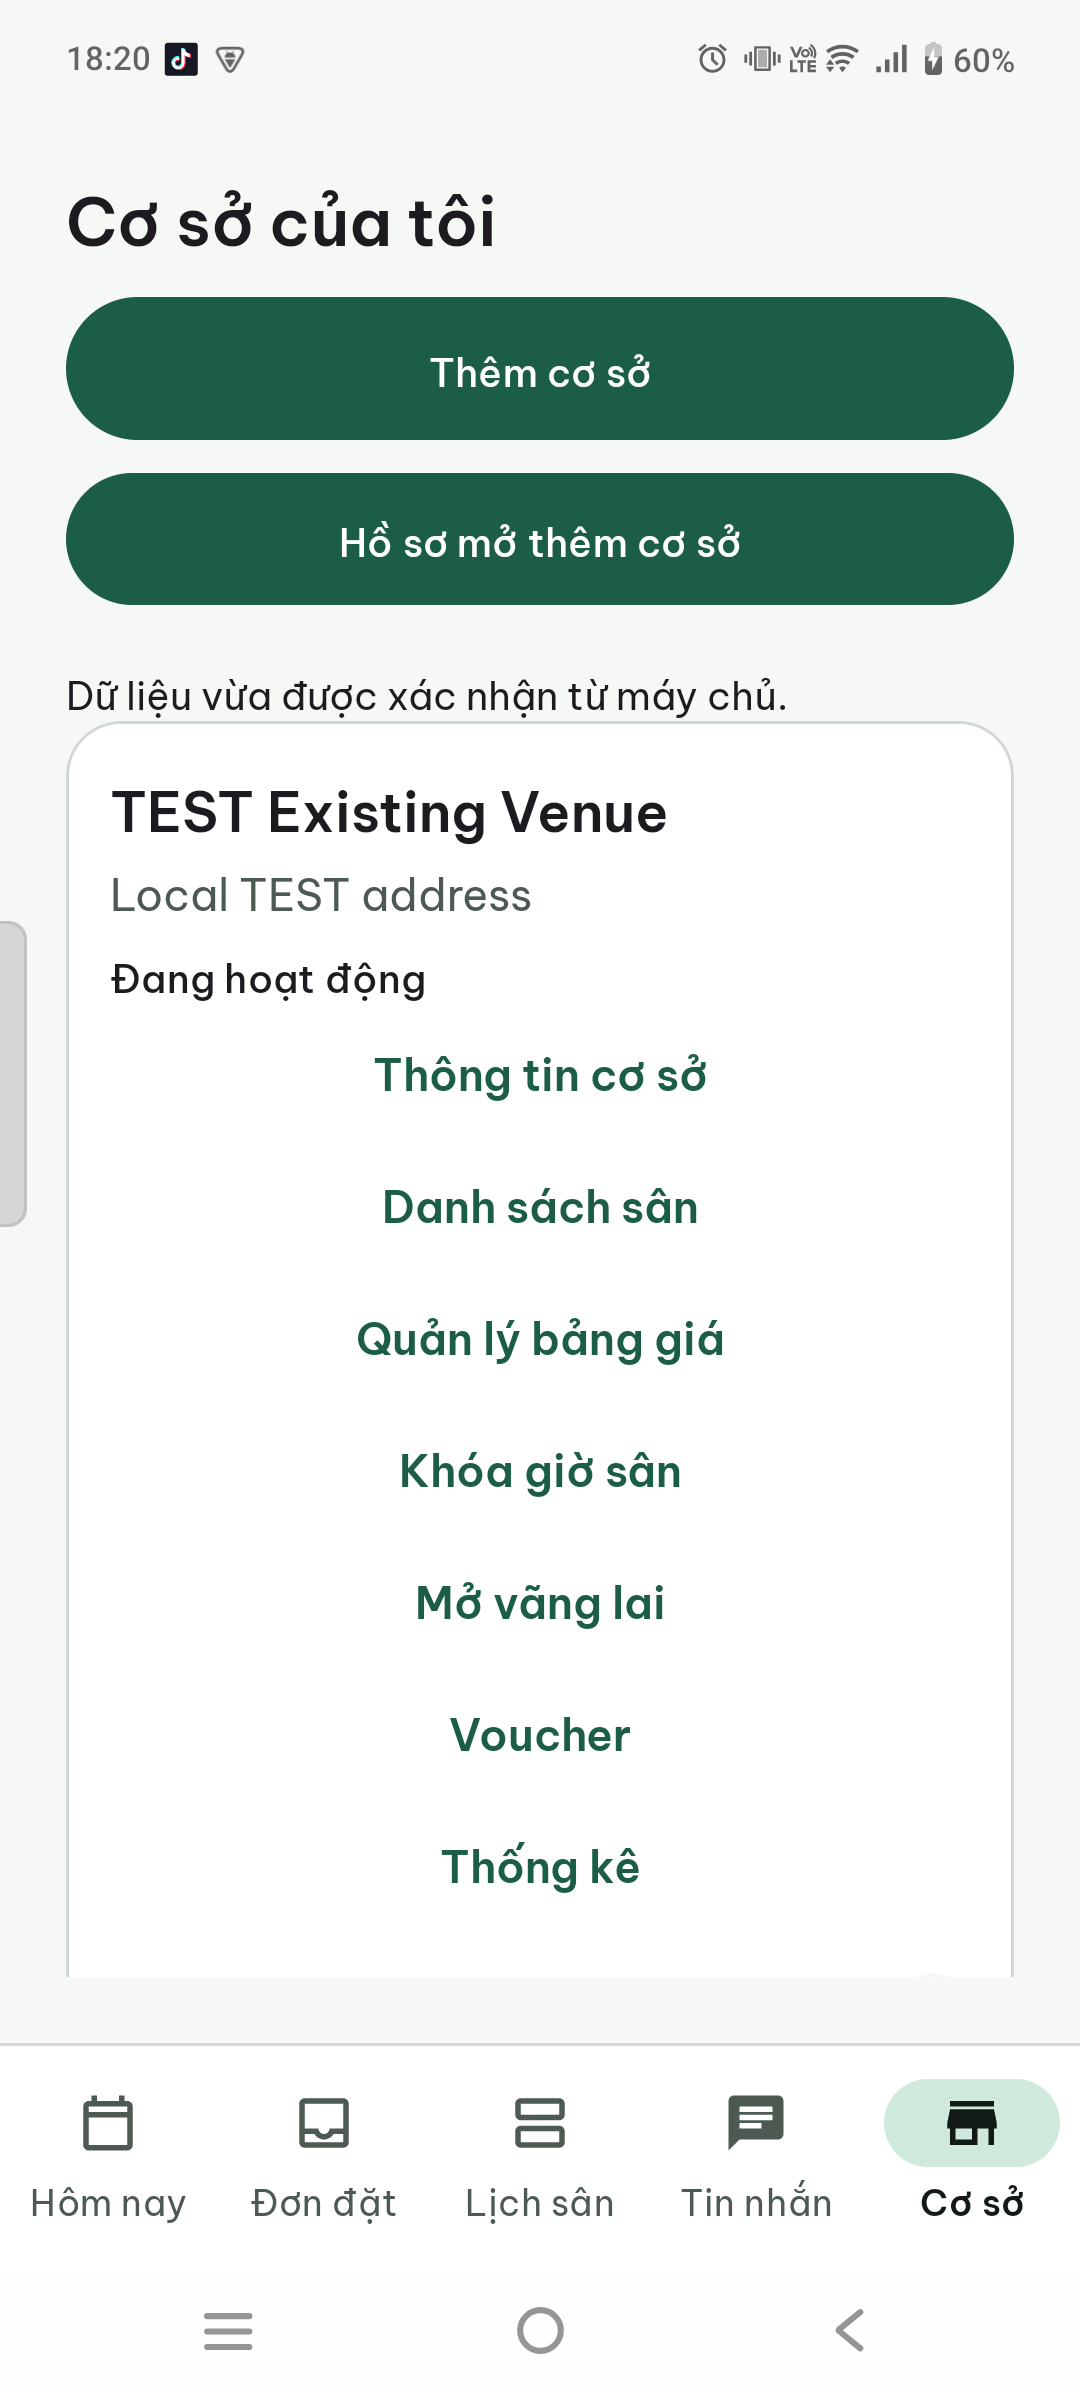 18:20
VoLTE
60%
Cơ sở của tôi
Thêm cơ sở
Hồ sơ mở thêm cơ sở
Dữ liệu vừa được xác nhận từ máy chủ.
TEST Existing Venue
Local TEST address
Đang hoạt động
Thông tin cơ sở
Danh sách sân
Quản lý bảng giá
Khóa giờ sân
Mở vãng lai
Voucher
Thống kê
Hôm nay
Đơn đặt
Lịch sân
Tin nhắn
Cơ sở